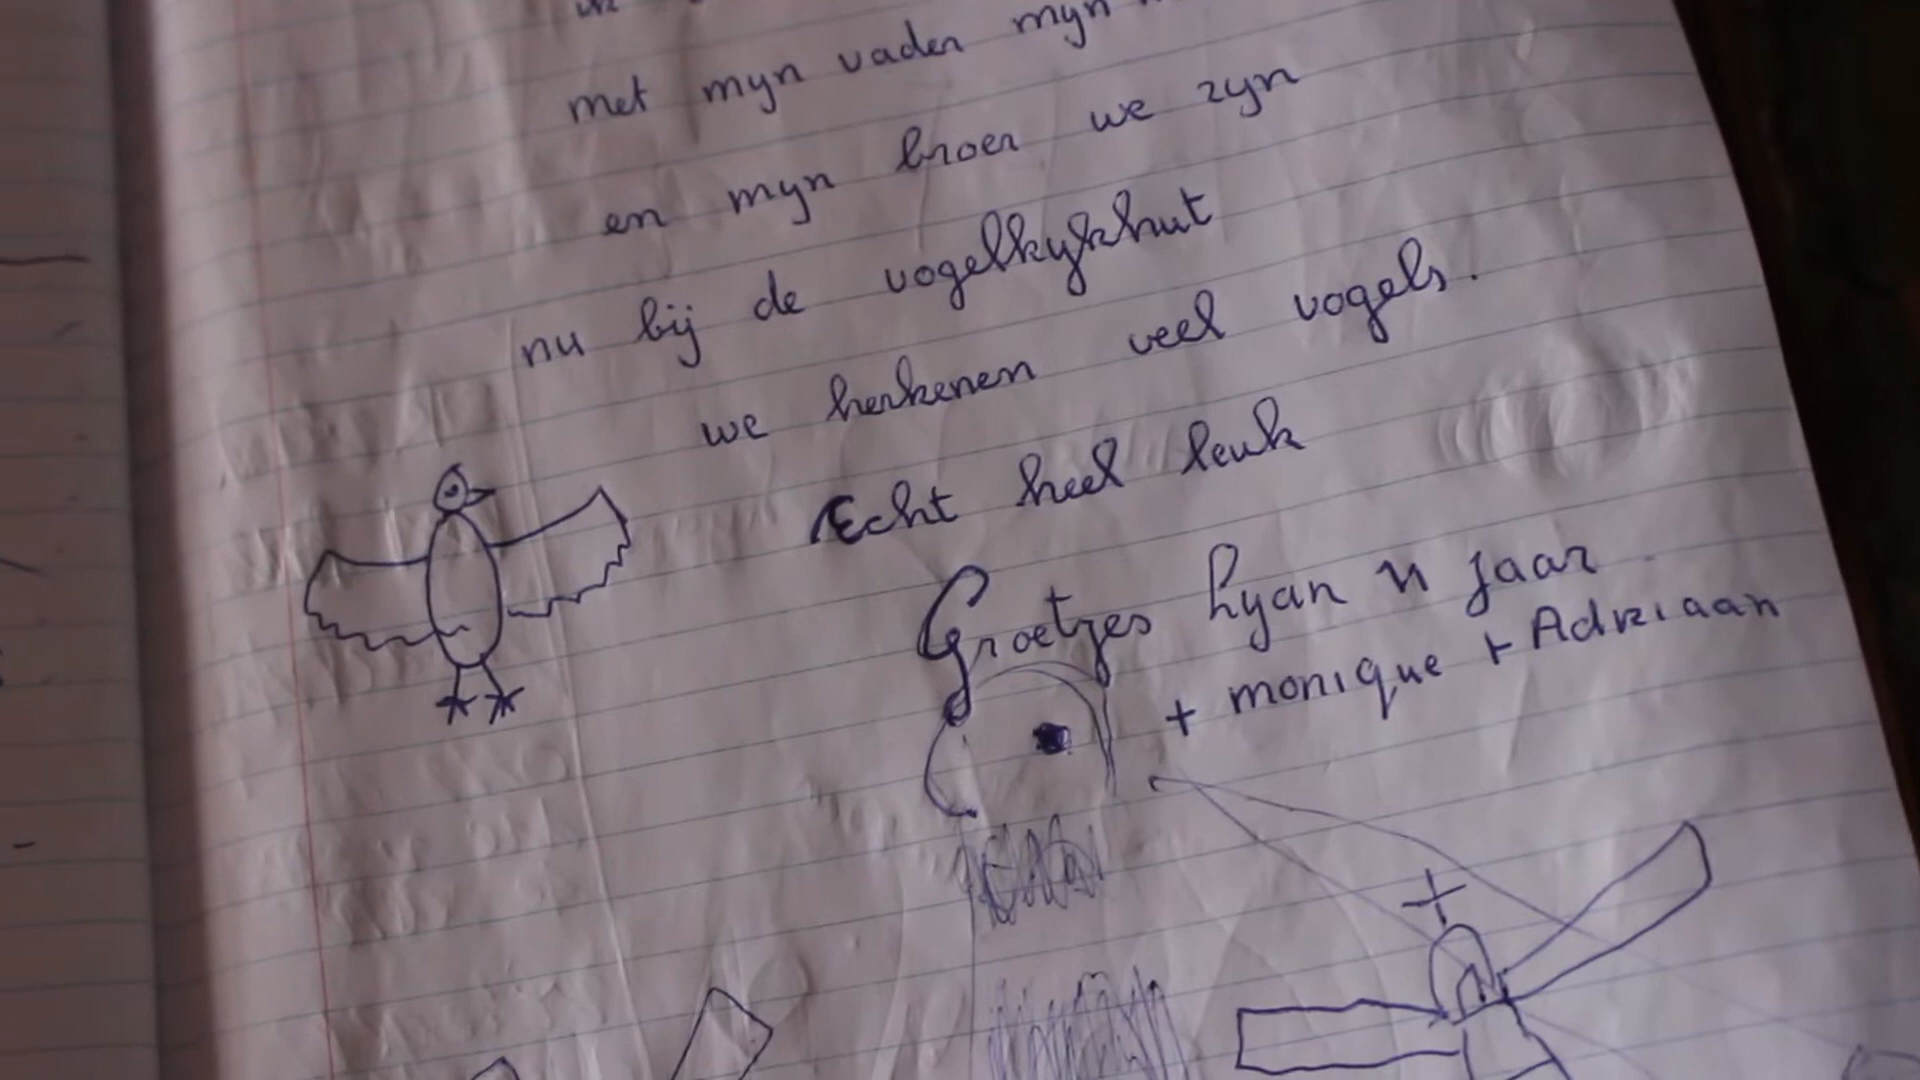 met myn vader myn
en myn broer we zyn
nu bij de vogelkykhut
we herkenen veel vogels.
Echt heel leuk
Groetjes Ryan 11 jaar
+ monique + Adriaan